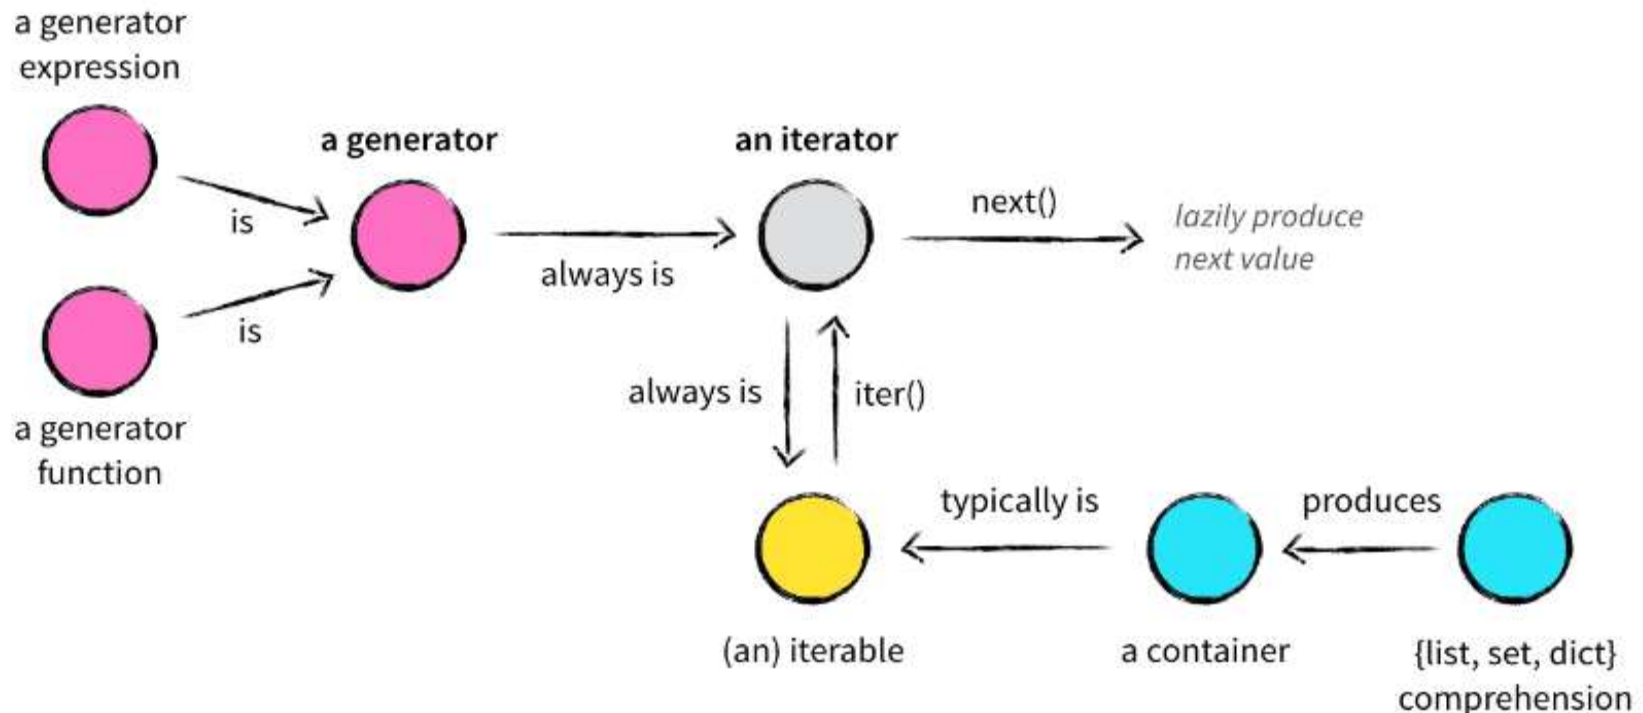 a generator
expression
a generator
an iterator
next()
lazily produce
next value
is
always is
is
a generator
function
always is
iter()
typically is
produces
(an) iterable
a container
{list, set, dict}
comprehension